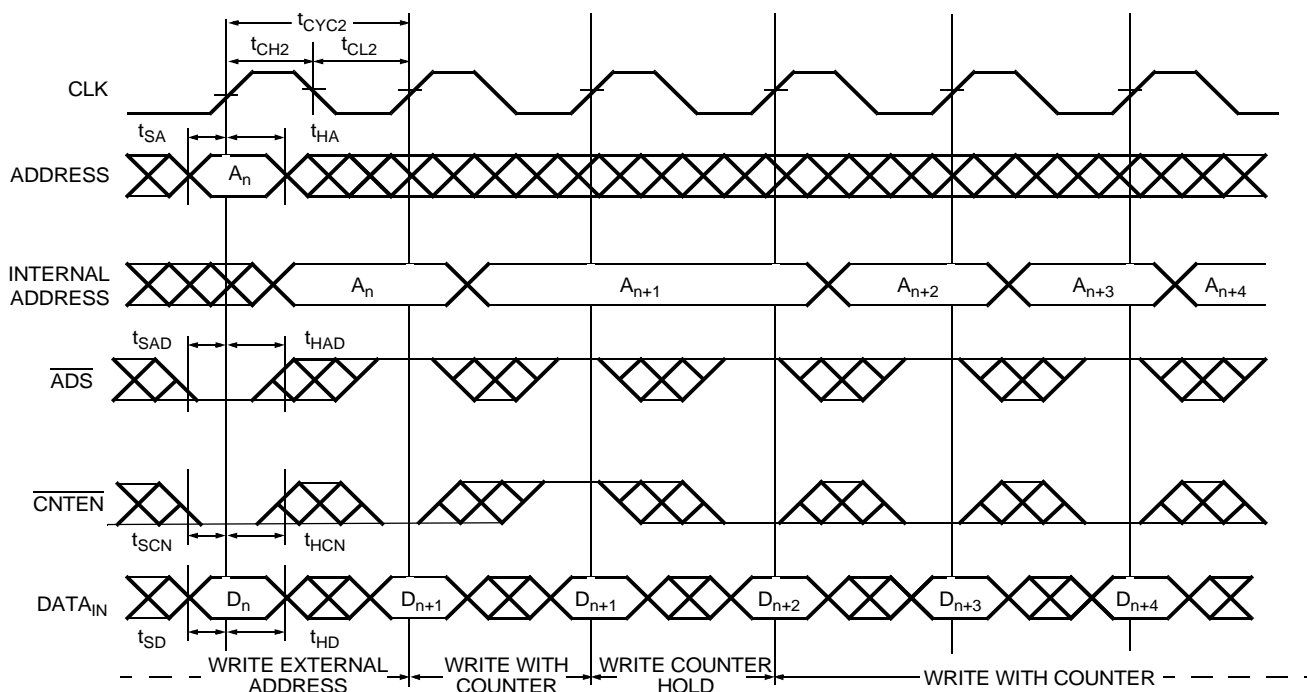 tCYC2
tCH2 tCL2
CLK
tSA tHA
ADDRESS An
INTERNAL ADDRESS An An+1 An+2 An+3 An+4
tSAD tHAD
ADS
CNTEN
tSCN tHCN
DATAIN Dn Dn+1 Dn+1 Dn+2 Dn+3 Dn+4
tSD tHD
WRITE EXTERNAL ADDRESS WRITE WITH COUNTER WRITE COUNTER HOLD WRITE WITH COUNTER